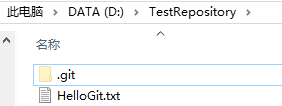 此电脑 > DATA (D:) > TestRepository >
名称
.git
HelloGit.txt